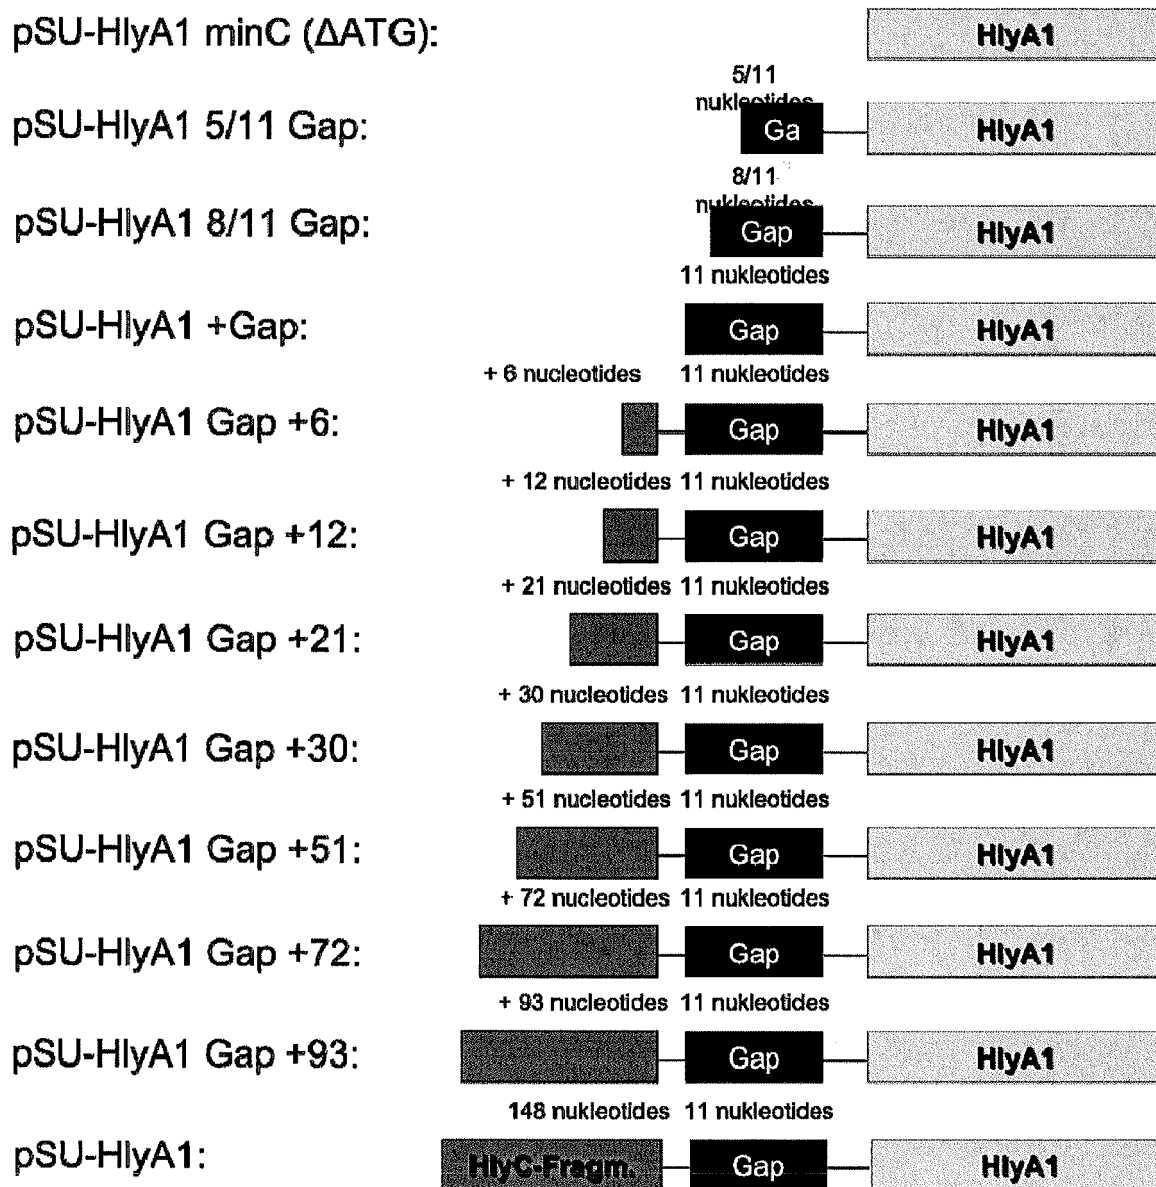 pSU-HlyA1 minC (ΔATG): HlyA1
5/11
nukleotides
pSU-HlyA1 5/11 Gap: Ga HlyA1
8/11
nukleotides
pSU-HlyA1 8/11 Gap: Gap HlyA1
11 nukleotides
pSU-HlyA1 +Gap: Gap HlyA1
+ 6 nucleotides 11 nukleotides
pSU-HlyA1 Gap +6: Gap HlyA1
+ 12 nucleotides 11 nukleotides
pSU-HlyA1 Gap +12: Gap HlyA1
+ 21 nucleotides 11 nukleotides
pSU-HlyA1 Gap +21: Gap HlyA1
+ 30 nucleotides 11 nukleotides
pSU-HlyA1 Gap +30: Gap HlyA1
+ 51 nucleotides 11 nukleotides
pSU-HlyA1 Gap +51: Gap HlyA1
+ 72 nucleotides 11 nukleotides
pSU-HlyA1 Gap +72: Gap HlyA1
+ 93 nucleotides 11 nukleotides
pSU-HlyA1 Gap +93: Gap HlyA1
148 nukleotides 11 nukleotides
pSU-HlyA1: HlyC-Fragm. Gap HlyA1